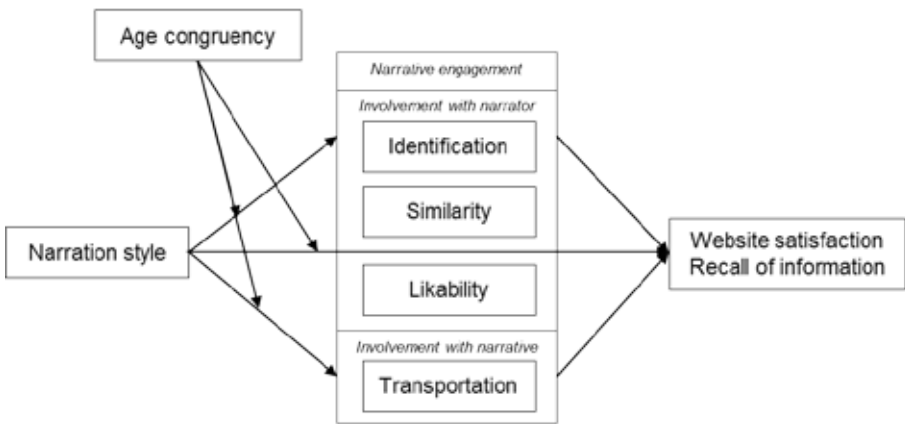 Age congruency
Narrative engagement
Involvement with narrator
Identification
Similarity
Narration style
Website satisfaction
Recall of information
Likability
Involvement with narrative
Transportation